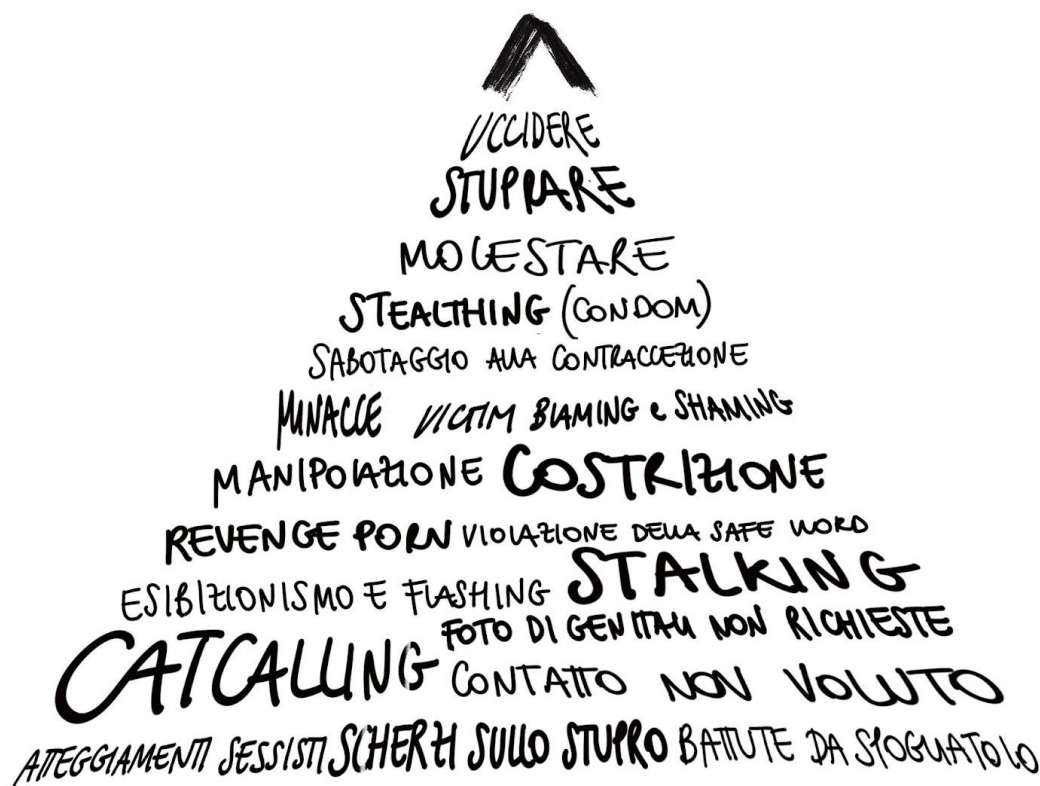 UCCIDERE
STUPRARE
MOLESTARE
STEALTHING (CONDOM)
SABOTAGGIO ALLA CONTRACCEZIONE
MINACCE VICTIM BLAMING e SHAMING
MANIPOLAZIONE COSTRIZIONE
REVENGE PORN VIOLAZIONE DELLA SAFE WORD
ESIBIZIONISMO E FLASHING STALKING
FOTO DI GENITALI NON RICHIESTE
CATCALLING CONTATTO NON VOLUTO
ATTEGGIAMENTI SESSISTI SCHERZI SULLO STUPRO BATTUTE DA SPOGLIATOIO